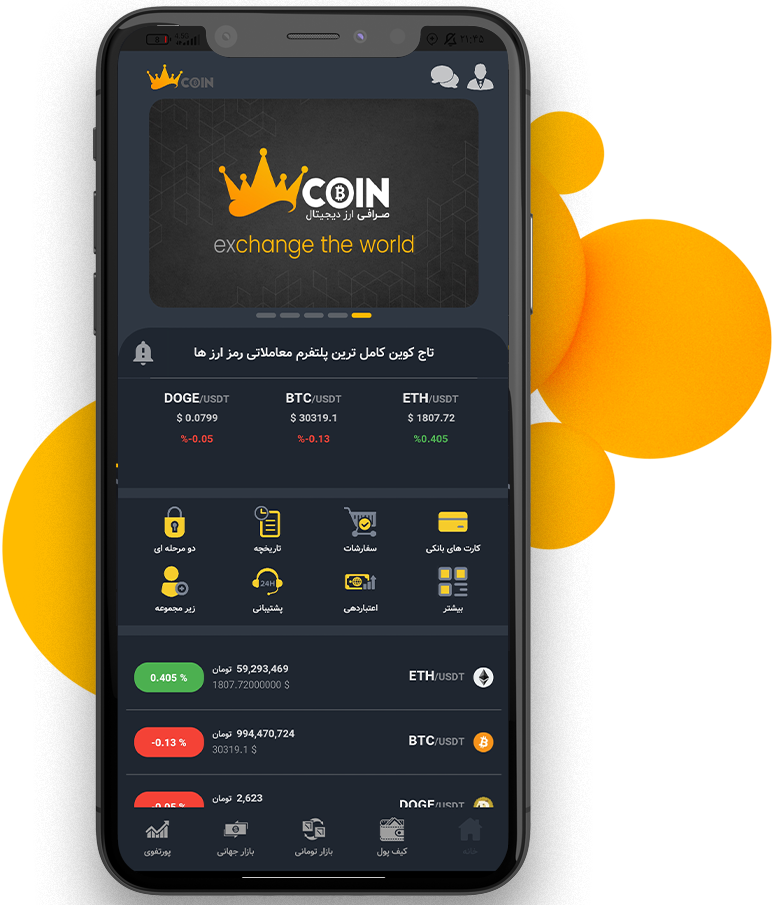 ۲۱:۴۵
COIN
COIN
صرافی ارز دیجیتال
exchange the world
تاج کوین کامل ترین پلتفرم معاملاتی رمز ارز ها
DOGE/USDT BTC/USDT ETH/USDT
$ 0.0799 $ 30319.1 $ 1807.72
%-0.05 %-0.13 %0.405
کارت های بانکی سفارشات تاریخچه دو مرحله ای
24H
بیشتر اعتباردهی پشتیبانی زیر مجموعه
ETH/USDT
59,293,469 تومان
1807.72000000 $
0.405 %
BTC/USDT
994,470,724 تومان
30319.1 $
-0.13 %
DOGE/USDT
2,623 تومان
-0.05 %
خانه کیف پول بازار تومانی بازار جهانی پورتفوی